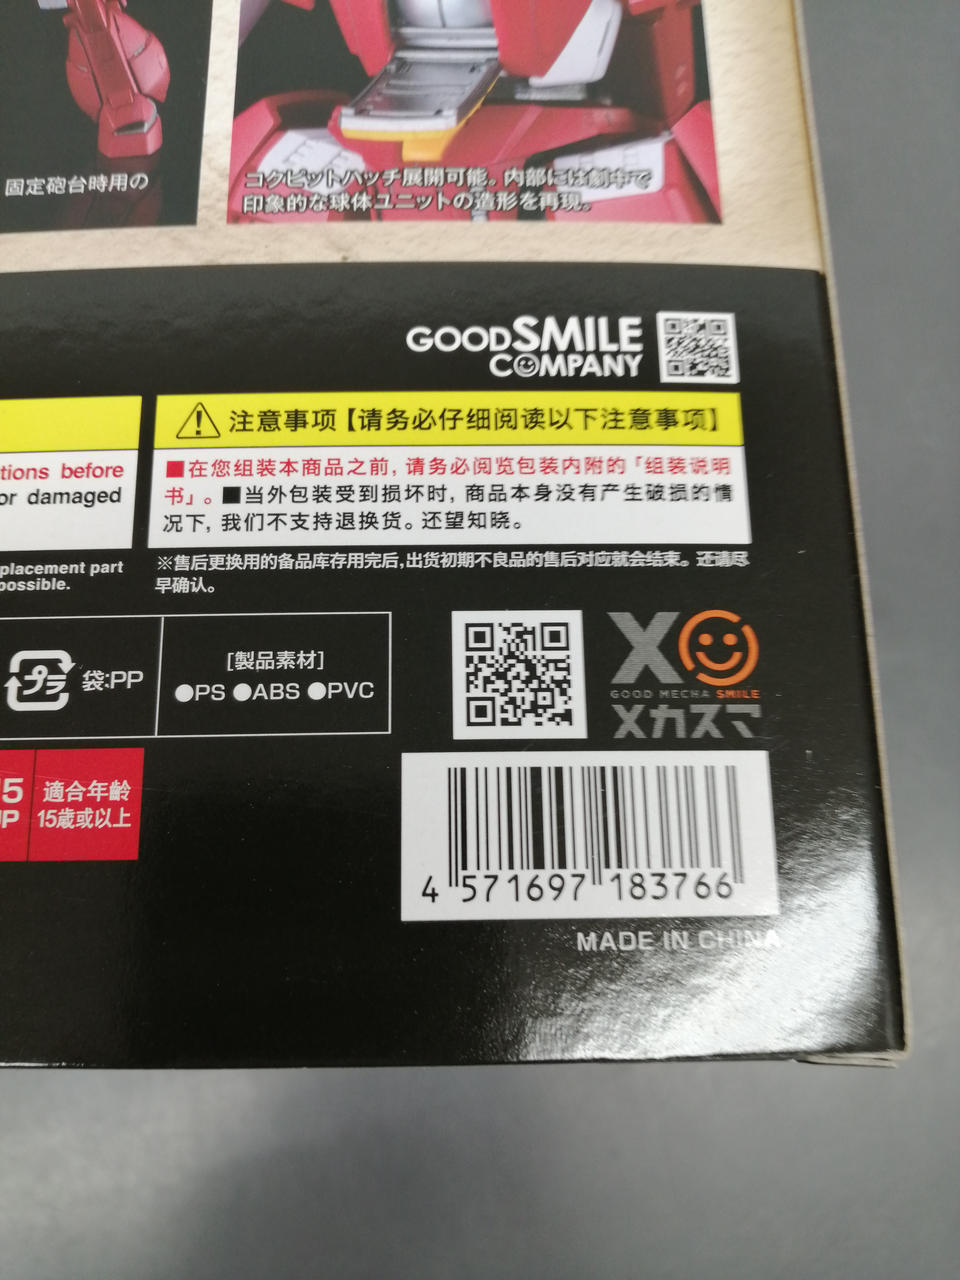 固定砲台時用の
コクピットハッチ展開可能。内部には劇中で
印象的な球体ユニットの造形を再現。
GOODSMILE
COMPANY
注意事项【请务必仔细阅读以下注意事项】
tions before
or damaged
■在您组装本商品之前, 请务必阅览包装内附的「组装说明
书」。■当外包装受到损坏时, 商品本身没有产生破损的情
况下, 我们不支持退换货。还望知晓。
placement part
possible.
※售后更换用的备品库存用完后,出货初期不良品的售后对应就会结束。还请尽
早确认。
プラ
袋:PP
[製品素材]
●PS ●ABS ●PVC
GOOD MECHA SMILE
メカスマ
15
UP
適合年齡
15歲或以上
4 571697 183766
MADE IN CHINA